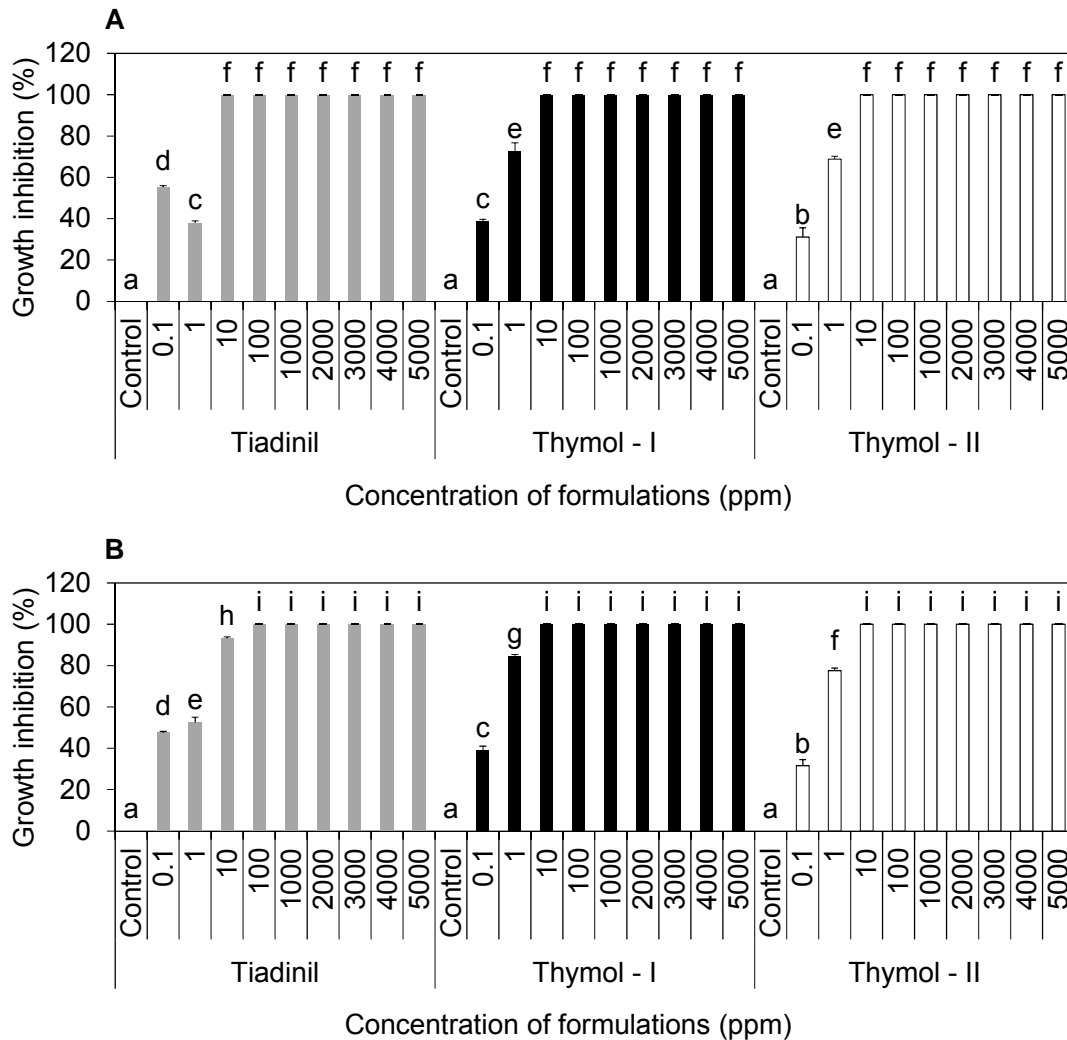 A
120
100
80
60
40
20
0
Growth inhibition (%)
a d c f f f f f f f a c e f f f f f f f a b e f f f f f f f
Control 0.1 1 10 100 1000 2000 3000 4000 5000 Control 0.1 1 10 100 1000 2000 3000 4000 5000 Control 0.1 1 10 100 1000 2000 3000 4000 5000
Tiadinil Thymol - I Thymol - II
Concentration of formulations (ppm)
B
120
100
80
60
40
20
0
Growth inhibition (%)
a d e h i i i i i i a c g i i i i i i i a b f i i i i i i i
Control 0.1 1 10 100 1000 2000 3000 4000 5000 Control 0.1 1 10 100 1000 2000 3000 4000 5000 Control 0.1 1 10 100 1000 2000 3000 4000 5000
Tiadinil Thymol - I Thymol - II
Concentration of formulations (ppm)